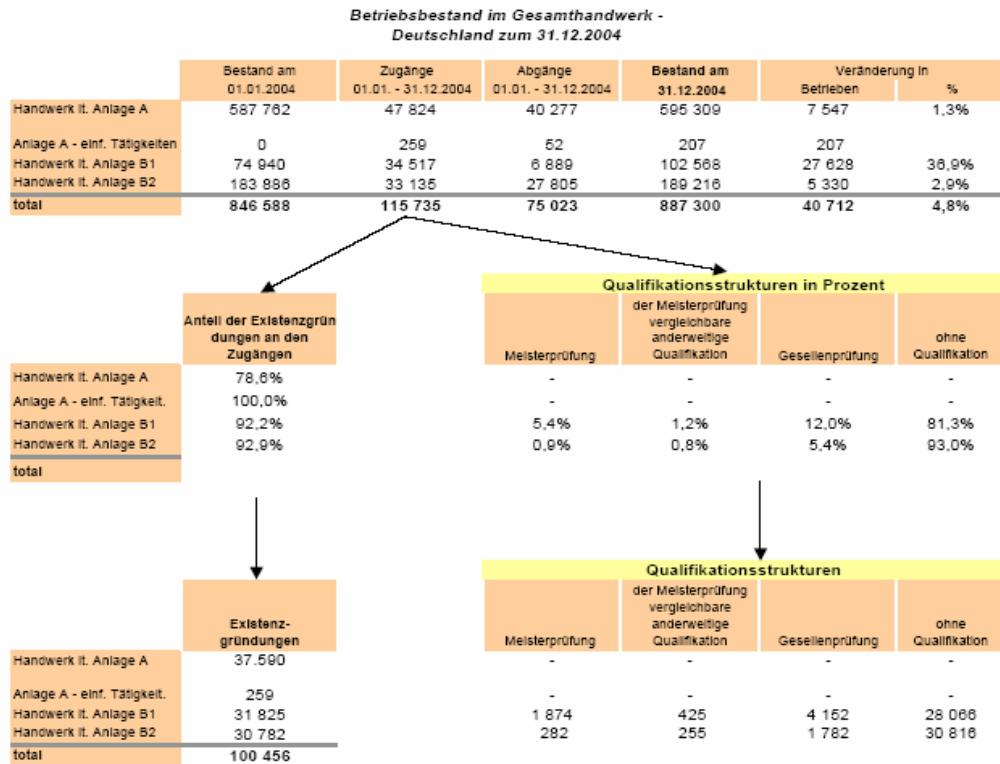 Betriebsbestand im Gesamthandwerk -
Deutschland zum 31.12.2004
Bestand am Zugänge Abgänge Bestand am Veränderung in
01.01.2004 01.01. - 31.12.2004 01.01. - 31.12.2004 31.12.2004 Betrieben %
Handwerk lt. Anlage A 587 762 47 824 40 277 595 309 7 547 1,3%
Anlage A - einf. Tätigkeiten 0 259 52 207 207
Handwerk lt. Anlage B1 74 940 34 517 6 889 102 568 27 628 36,9%
Handwerk lt. Anlage B2 183 886 33 135 27 805 189 216 5 330 2,9%
total 846 588 115 735 75 023 887 300 40 712 4,8%
Qualifikationsstrukturen in Prozent
Anteil der Existenzgrün
dungen an den
Zugängen
Meisterprüfung
der Meisterprüfung
vergleichbare
anderweitige
Qualifikation
Gesellenprüfung
ohne
Qualifikation
Handwerk lt. Anlage A 78,6% - - - -
Anlage A - einf. Tätigkeit. 100,0% - - - -
Handwerk lt. Anlage B1 92,2% 5,4% 1,2% 12,0% 81,3%
Handwerk lt. Anlage B2 92,9% 0,9% 0,8% 5,4% 93,0%
total
Qualifikationsstrukturen
Existenz-
gründungen
Meisterprüfung
der Meisterprüfung
vergleichbare
anderweitige
Qualifikation
Gesellenprüfung
ohne
Qualifikation
Handwerk lt. Anlage A 37.590 - - - -
Anlage A - einf. Tätigkeit. 259 - - - -
Handwerk lt. Anlage B1 31 825 1 874 425 4 152 28 066
Handwerk lt. Anlage B2 30 782 282 255 1 782 30 816
total 100 456